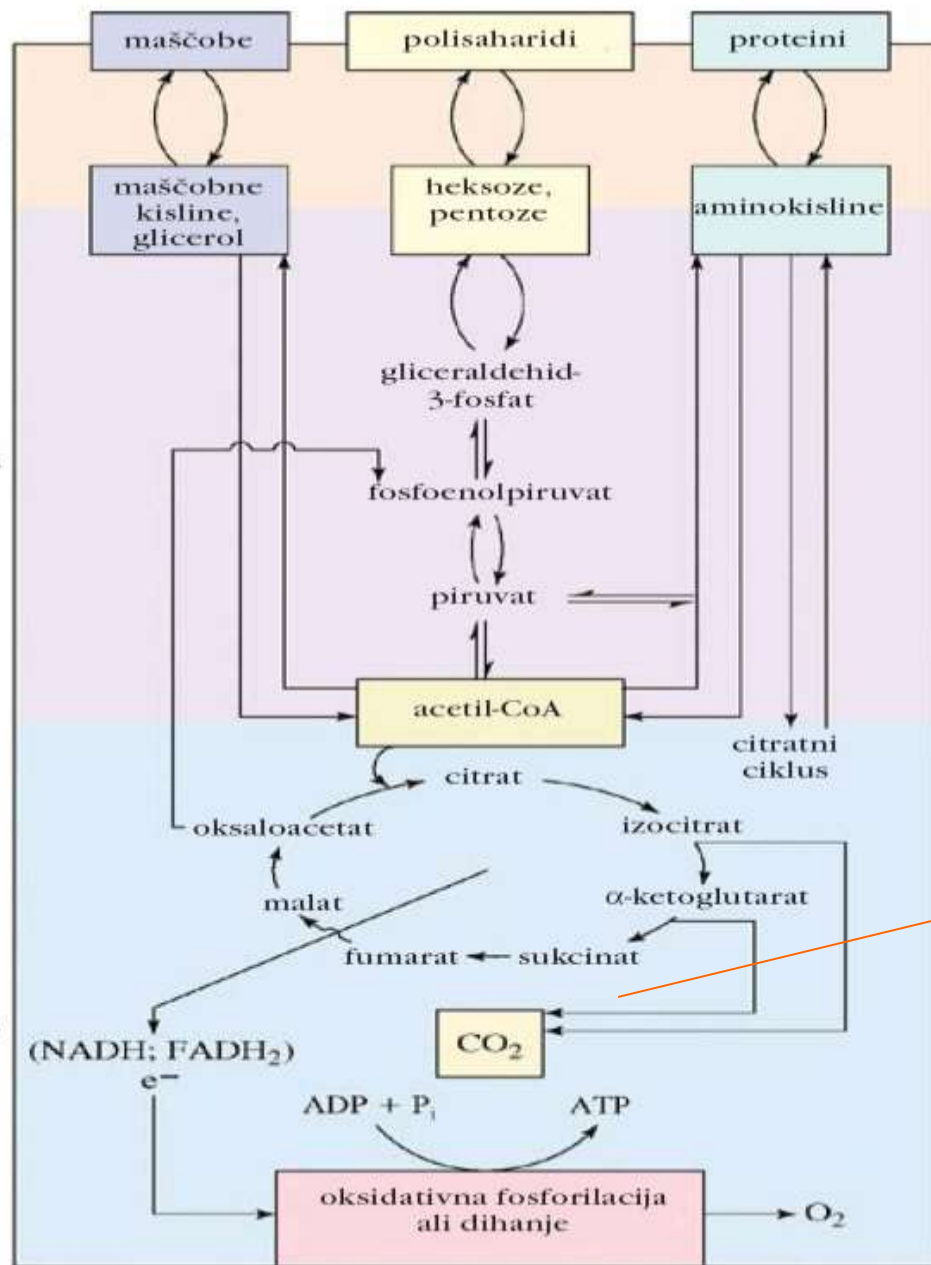 maščobe
polisaharidi
proteini
maščobne
kisline,
glicerol
heksoze,
pentoze
aminokisline
gliceraldehid-
3-fosfat
fosfoenolpiruvat
piruvat
acetil-CoA
citratni
ciklus
citrat
oksaloacetat
izocitrat
malat
α-ketoglutarat
fumarat
sukcinat
CO₂
(NADH; FADH₂)
e⁻
ADP + Pᵢ
ATP
oksidativna fosforilacija
ali dihanje
O₂